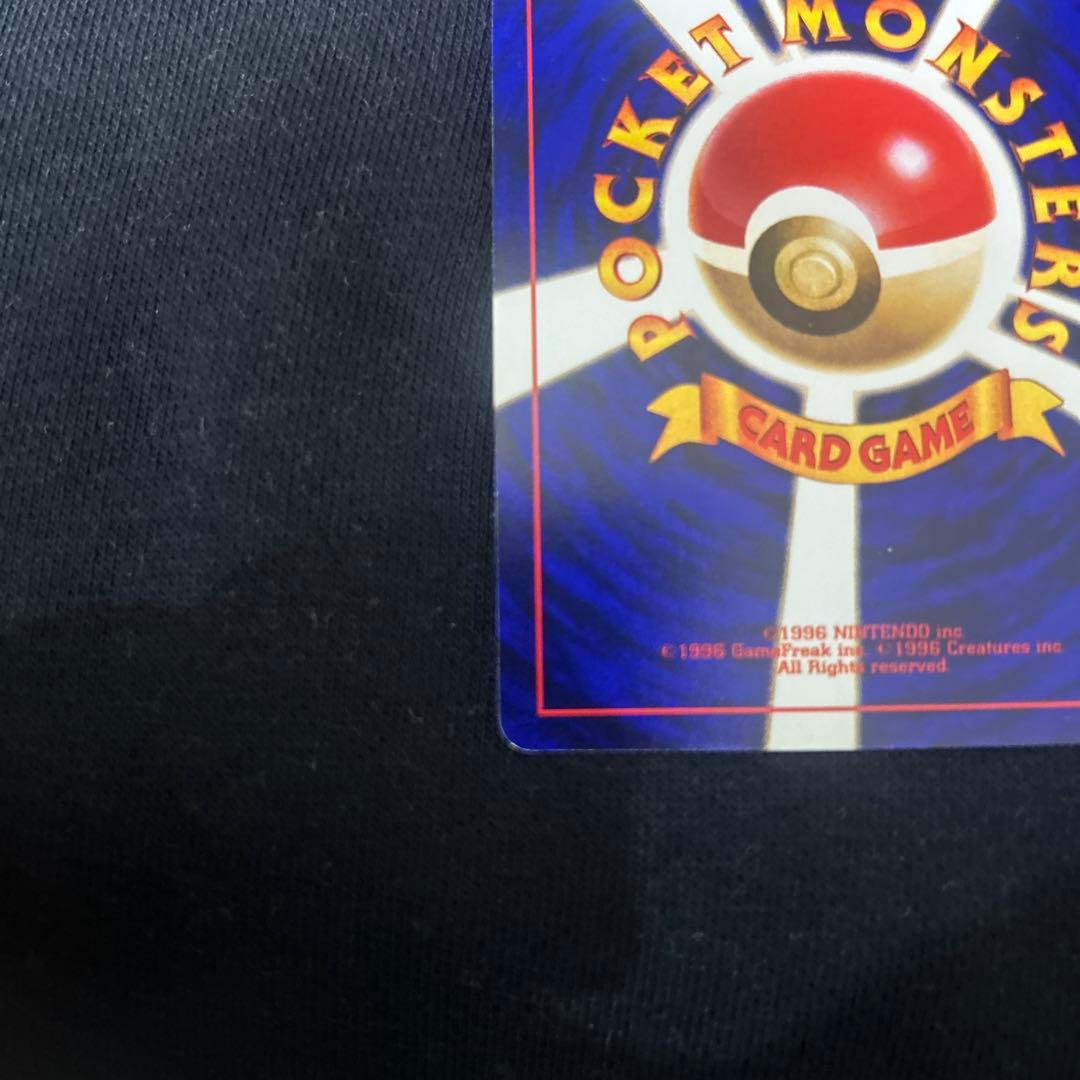 POCKET MONSTERS
CARD GAME
©1996 NINTENDO inc.
©1996 GameFreak inc. ©1996 Creatures inc.
All Rights reserved.